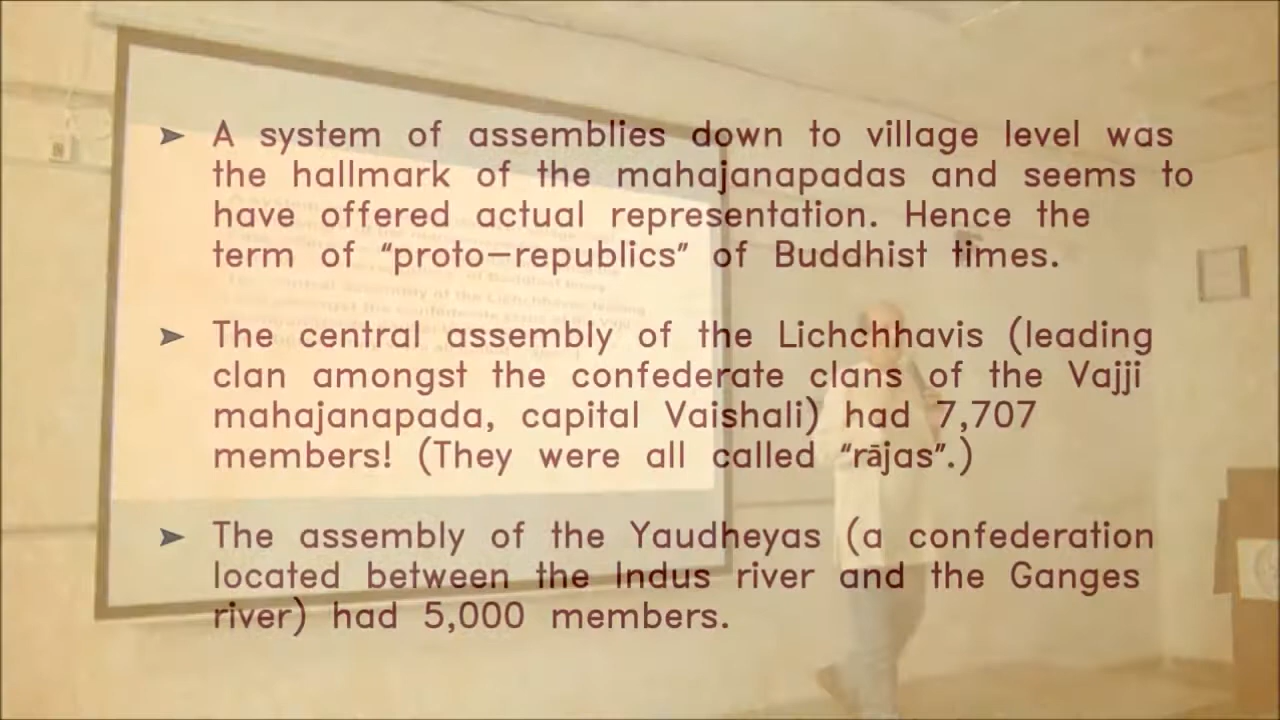 ➤ A system of assemblies down to village level was
the hallmark of the mahajanapadas and seems to
have offered actual representation. Hence the
term of “proto–republics” of Buddhist times.
➤ The central assembly of the Lichchhavis (leading
clan amongst the confederate clans of the Vajji
mahajanapada, capital Vaishali) had 7,707
members! (They were all called “rājas”.)
➤ The assembly of the Yaudheyas (a confederation
located between the Indus river and the Ganges
river) had 5,000 members.